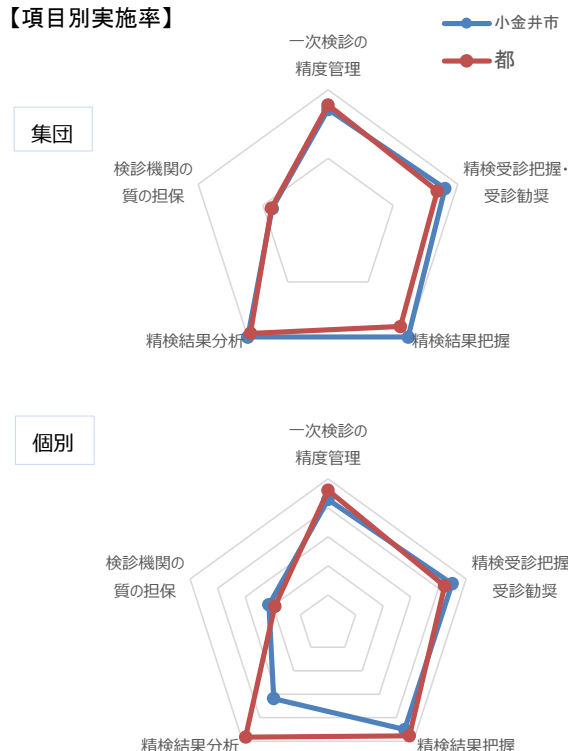 【項目別実施率】
小金井市
都
集団
一次検診の
精度管理
精検受診把握・
受診勧奨
精検結果把握
精検結果分析
検診機関の
質の担保
個別
一次検診の
精度管理
精検受診把握
受診勧奨
精検結果把握
精検結果分析
検診機関の
質の担保